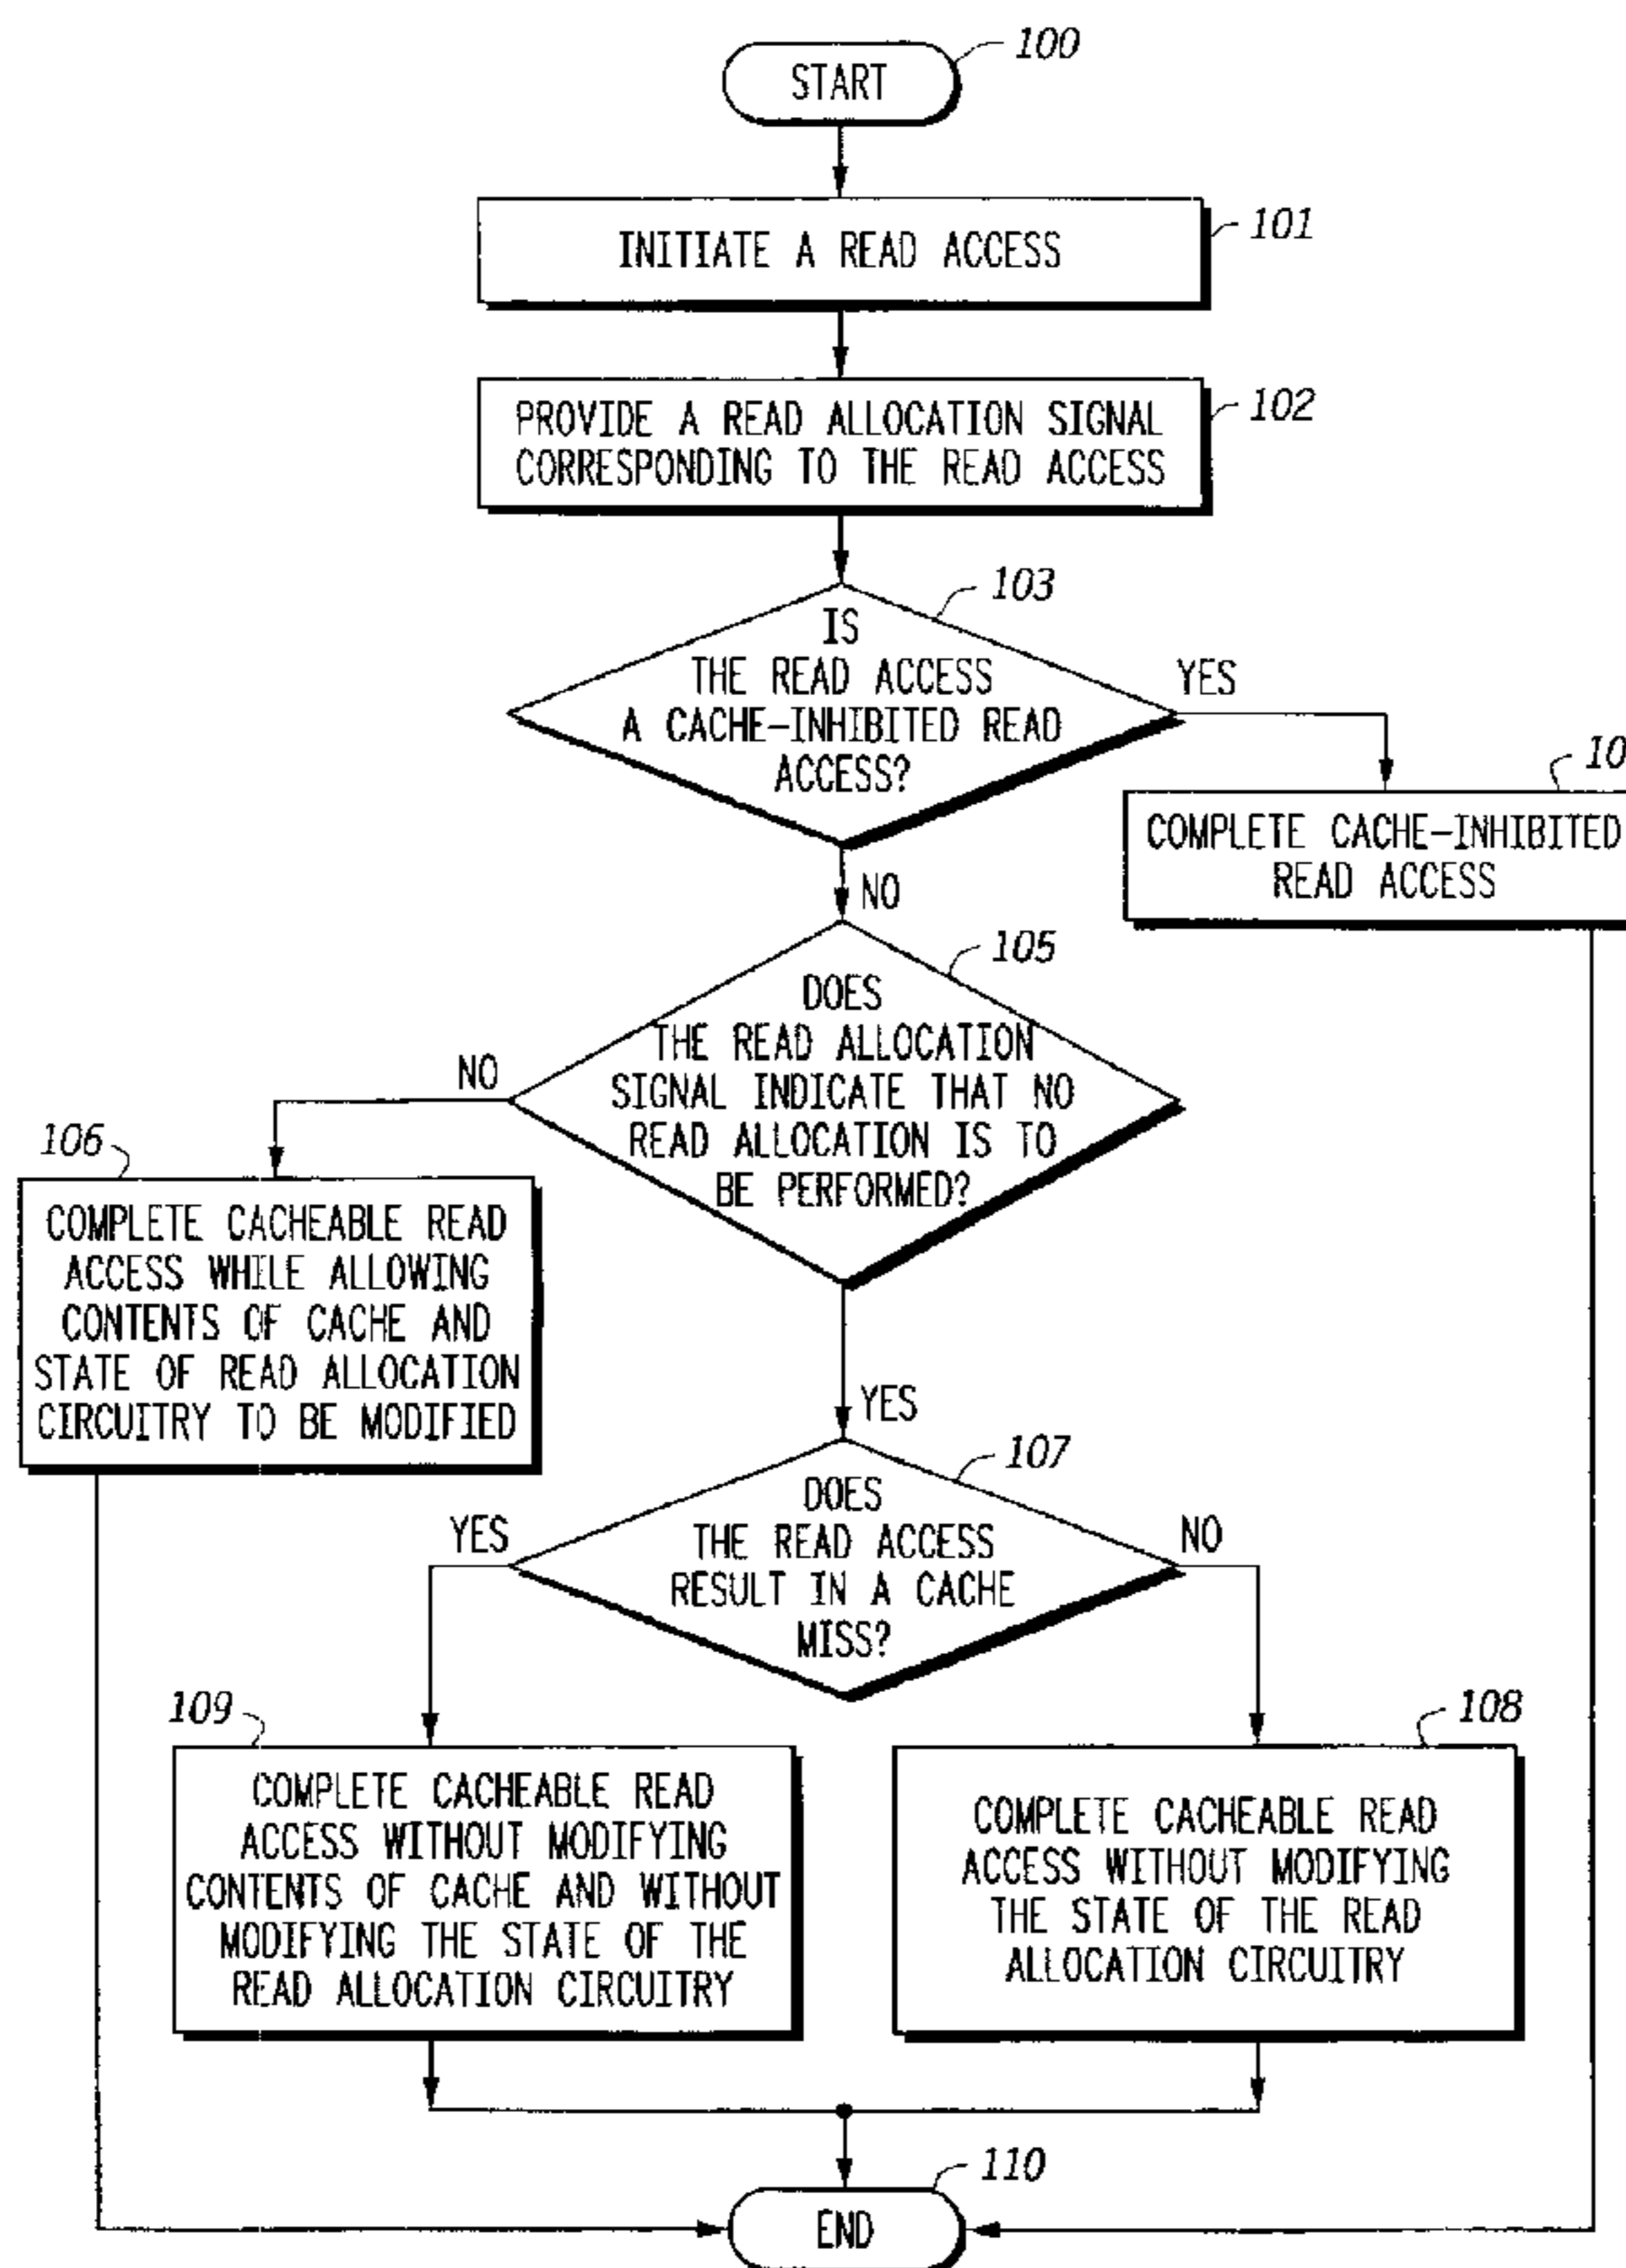 100
START
101
INITIATE A READ ACCESS
102
PROVIDE A READ ALLOCATION SIGNAL
CORRESPONDING TO THE READ ACCESS
103
IS
THE READ ACCESS
A CACHE-INHIBITED READ
ACCESS?
YES
10
COMPLETE CACHE-INHIBITED
READ ACCESS
NO
105
DOES
THE READ ALLOCATION
SIGNAL INDICATE THAT NO
READ ALLOCATION IS TO
BE PERFORMED?
NO
106
COMPLETE CACHEABLE READ
ACCESS WHILE ALLOWING
CONTENTS OF CACHE AND
STATE OF READ ALLOCATION
CIRCUITRY TO BE MODIFIED
YES
107
DOES
THE READ ACCESS
RESULT IN A CACHE
MISS?
YES
NO
109
COMPLETE CACHEABLE READ
ACCESS WITHOUT MODIFYING
CONTENTS OF CACHE AND WITHOUT
MODIFYING THE STATE OF THE
READ ALLOCATION CIRCUITRY
108
COMPLETE CACHEABLE READ
ACCESS WITHOUT MODIFYING
THE STATE OF THE READ
ALLOCATION CIRCUITRY
110
END